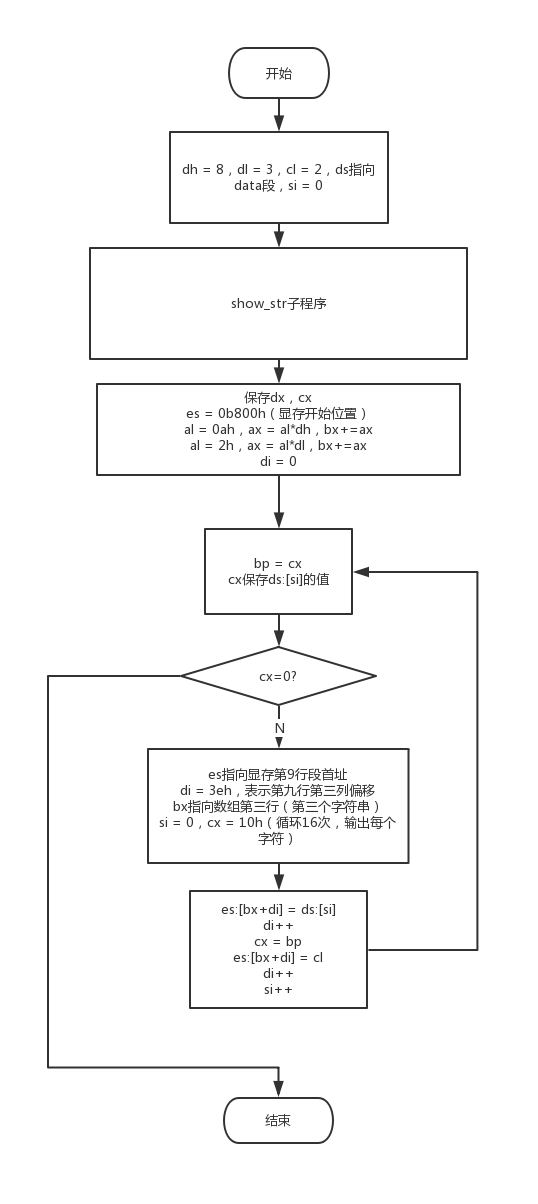 开始
dh = 8，dl = 3，cl = 2，ds指向
data段，si = 0
show_str子程序
保存dx，cx
es = 0b800h（显存开始位置）
al = 0ah，ax = al*dh，bx+=ax
al = 2h，ax = al*dl，bx+=ax
di = 0
bp = cx
cx保存ds:[si]的值
cx=0?
N
es指向显存第9行段首址
di = 3eh，表示第九行第三列偏移
bx指向数组第三行（第三个字符串）
si = 0，cx = 10h（循环16次，输出每个
字符）
es:[bx+di] = ds:[si]
di++
cx = bp
es:[bx+di] = cl
di++
si++
结束